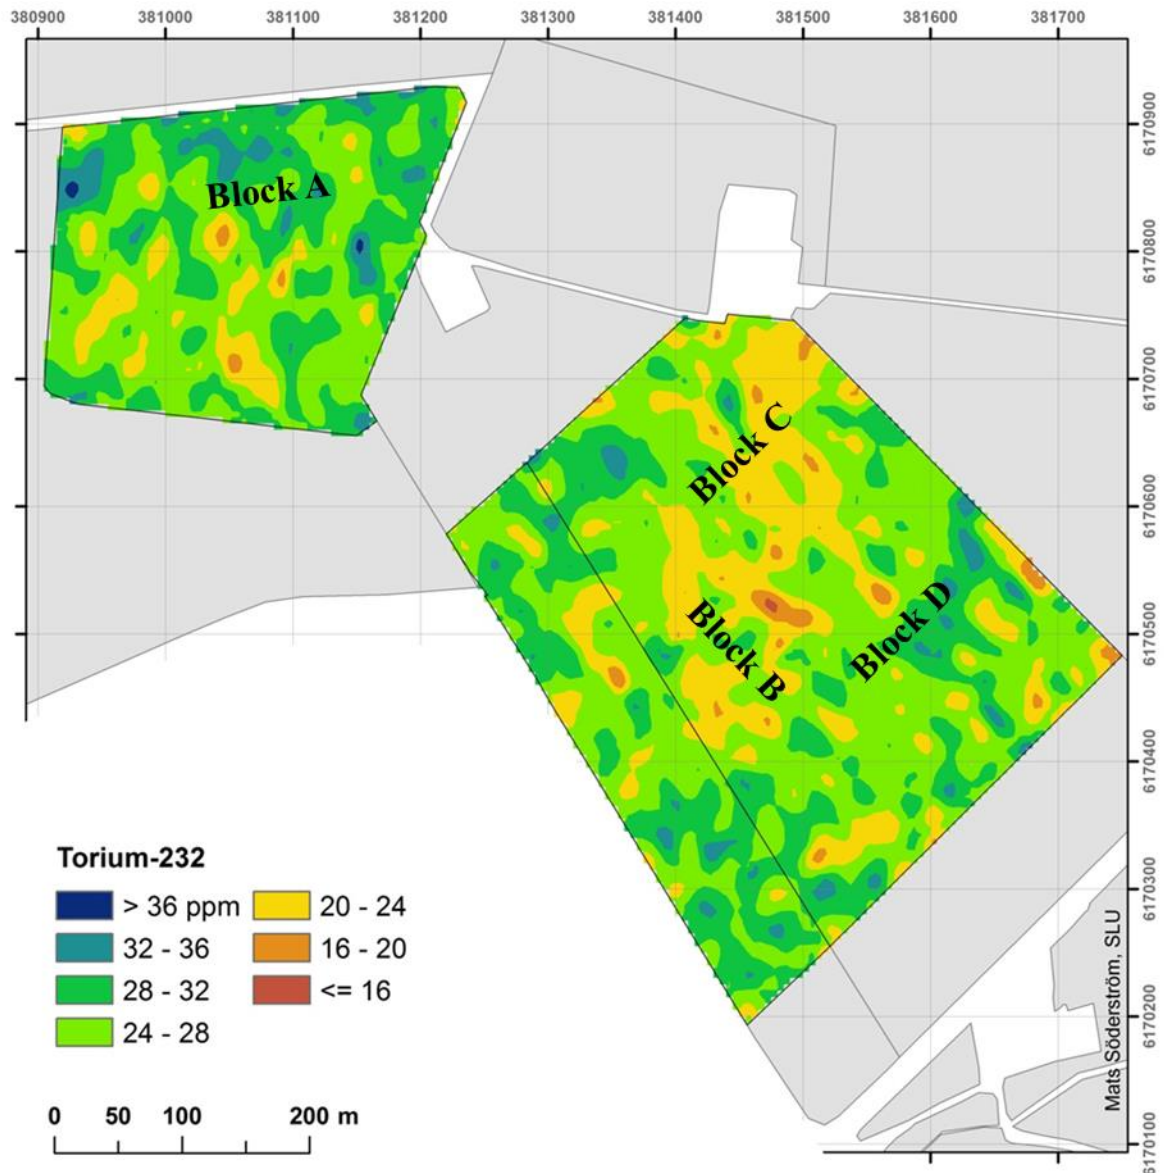 380900 381000 381100 381200 381300 381400 381500 381600 381700
6170900
6170800
6170700
6170600
6170500
6170400
6170300
6170200
6170100
Block A
Block C
Block B
Block D
Torium-232
> 36 ppm 20 - 24
32 - 36 16 - 20
28 - 32 <= 16
24 - 28
0 50 100 200 m
Mats Söderström, SLU